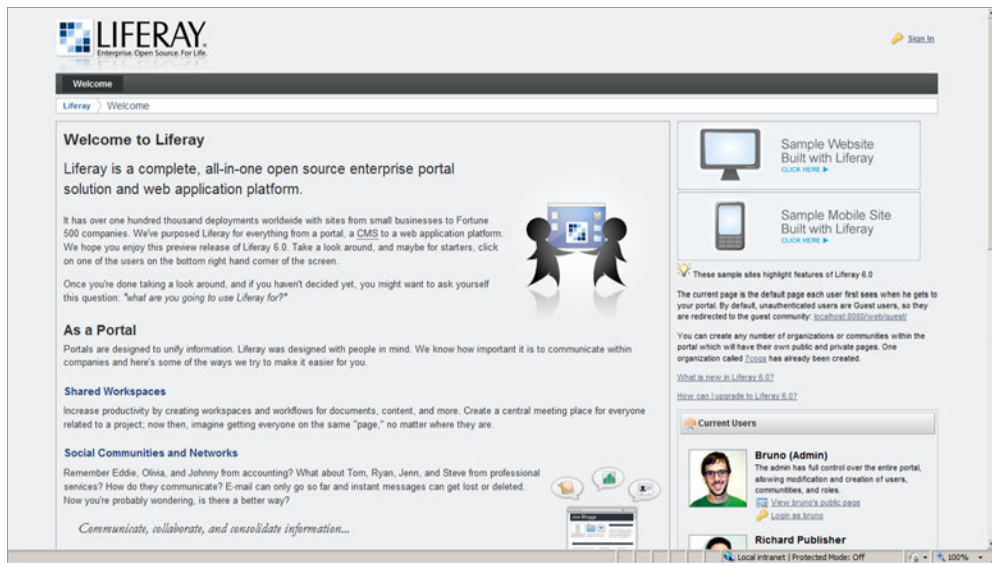 LIFERAY.
Enterprise. Open Source. For Life.
Sign In
Welcome
Liferay Welcome
Welcome to Liferay
Liferay is a complete, all-in-one open source enterprise portal
solution and web application platform.
It has over one hundred thousand deployments worldwide with sites from small businesses to Fortune
500 companies. We've purposed Liferay for everything from a portal, a CMS to a web application platform.
We hope you enjoy this preview release of Liferay 6.0. Take a look around, and maybe for starters, click
on one of the users on the bottom right hand corner of the screen.
Once you're done taking a look around, and if you haven't decided yet, you might want to ask yourself
this question: "what are you going to use Liferay for?"
As a Portal
Portals are designed to unify information. Liferay was designed with people in mind. We know how important it is to communicate within
companies and here's some of the ways we try to make it easier for you.
Shared Workspaces
Increase productivity by creating workspaces and workflows for documents, content, and more. Create a central meeting place for everyone
related to a project; now then, imagine getting everyone on the same "page," no matter where they are.
Social Communities and Networks
Remember Eddie, Olivia, and Johnny from accounting? What about Tom, Ryan, Jenn, and Steve from professional
services? How do they communicate? E-mail can only go so far and instant messages can get lost or deleted.
Now you're probably wondering, is there a better way?
Communicate, collaborate, and consolidate information...
Joe Bloggs
Sample Website
Built with Liferay
CLICK HERE
Sample Mobile Site
Built with Liferay
CLICK HERE
These sample sites highlight features of Liferay 6.0
The current page is the default page each user first sees when he gets to
your portal. By default, unauthenticated users are Guest users, so they
are redirected to the guest community: localhost:8080/web/guest/
You can create any number of organizations or communities within the
portal which will have their own public and private pages. One
organization called 7cogs has already been created.
What is new in Liferay 6.0?
How can I upgrade to Liferay 6.0?
Current Users
Bruno (Admin)
The admin has full control over the entire portal,
allowing modification and creation of users,
communities, and roles.
View bruno's public page
Login as bruno
Richard Publisher
Local intranet | Protected Mode: Off
100%